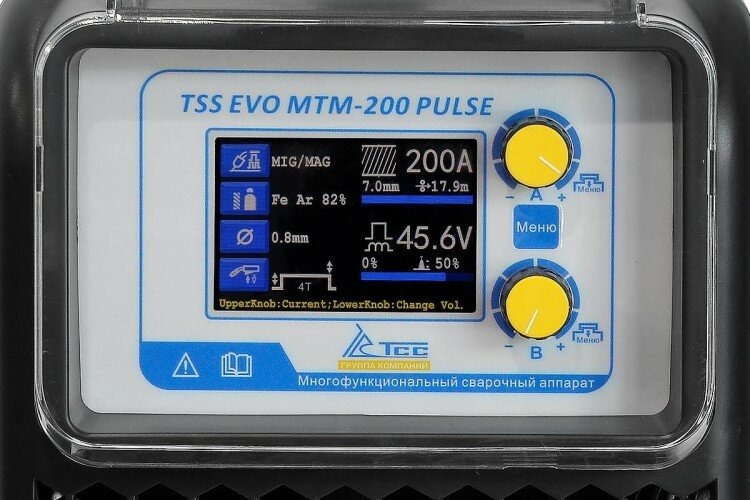 TSS EVO MTM-200 PULSE
MIG/MAG
200A
7.0mm 17.9m
Fe Ar 82%
0.8mm
45.6V
0% 50%
4T
UpperKnob:Current;LowerKnob:Change Vol.
- A +
Меню
Меню
- B +
Меню
ТСС
ГРУППА КОМПАНИЙ
Многофункциональный сварочный аппарат